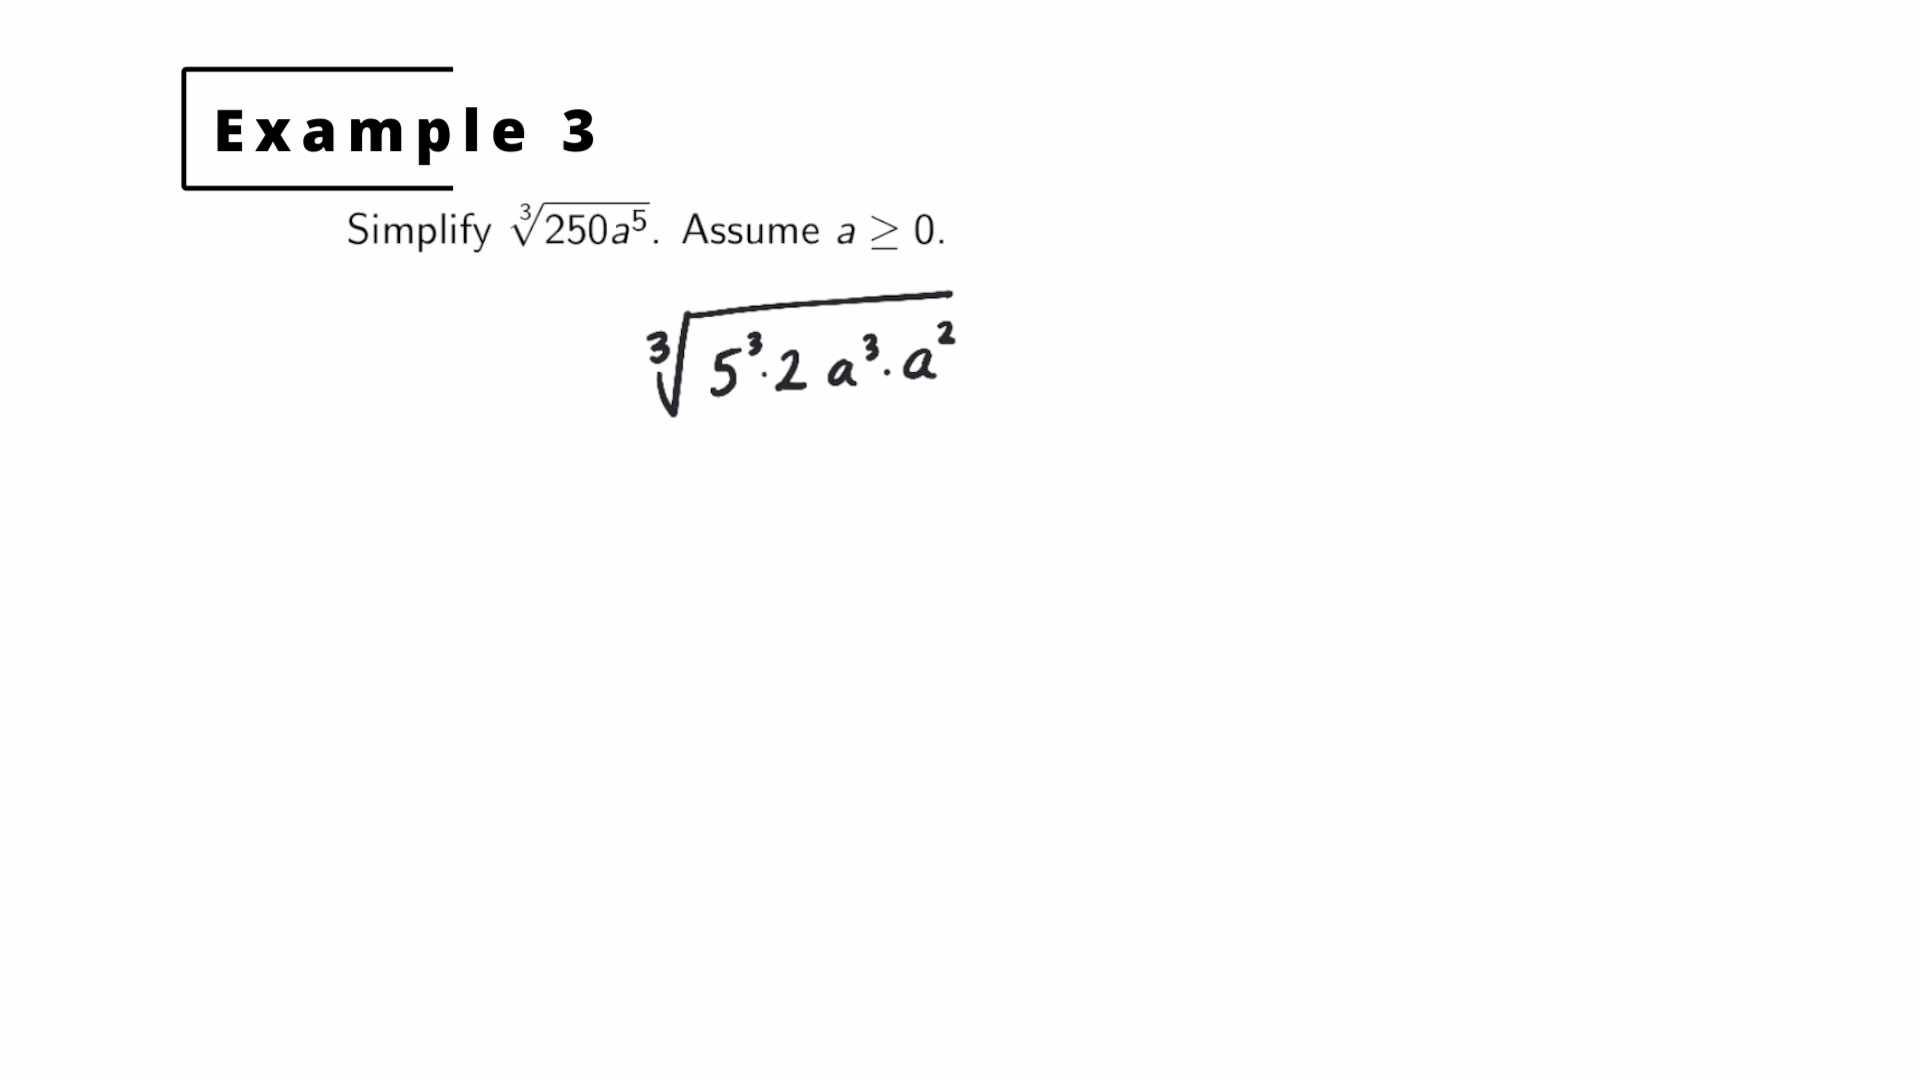 Example 3
Simplify ∛250a⁵. Assume a ≥ 0.
∛5³·2 a³·a²